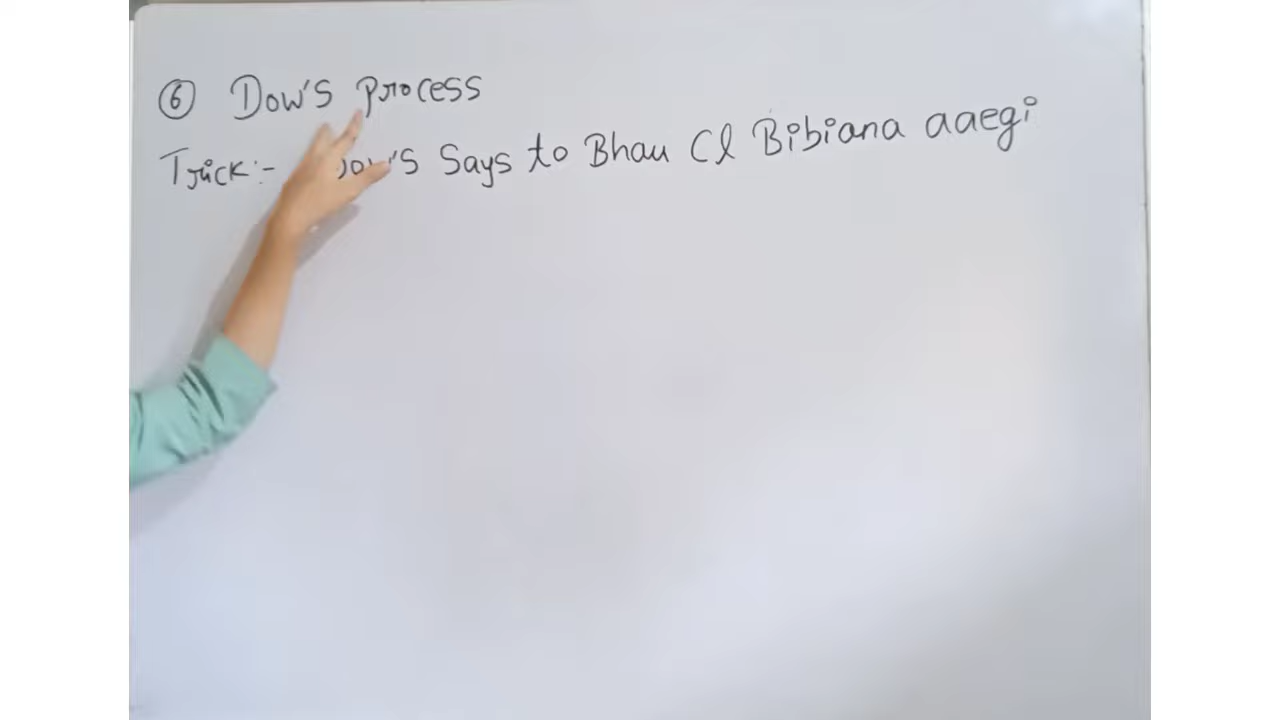 ⑥ Dow's Process
Trick:- Dow's Says to Bhau Cl Bibiana aaegi